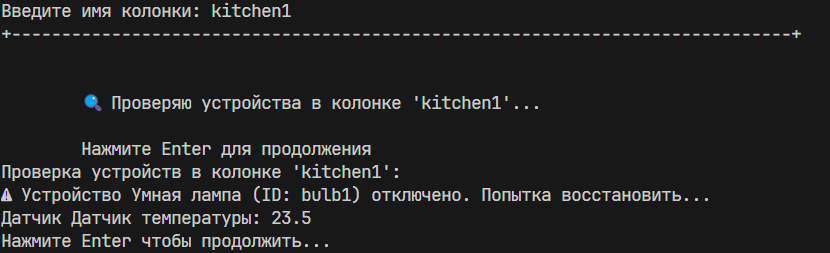 Введите имя колонки: kitchen1
+------------------------------------------------------------------------------+
🔍 Проверяю устройства в колонке 'kitchen1'...
Нажмите Enter для продолжения
Проверка устройств в колонке 'kitchen1':
⚠ Устройство Умная лампа (ID: bulb1) отключено. Попытка восстановить...
Датчик Датчик температуры: 23.5
Нажмите Enter чтобы продолжить...